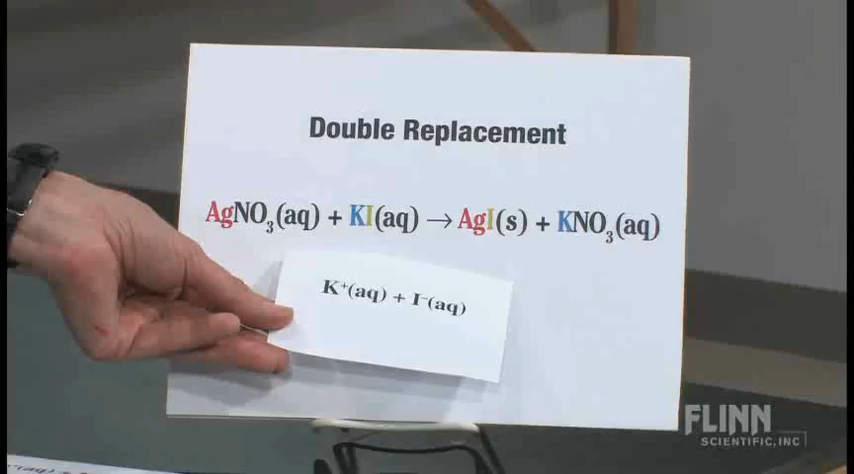 Double Replacement
AgNO₃(aq) + KI(aq) → AgI(s) + KNO₃(aq)
K⁺(aq) + I⁻(aq)
FLINN
SCIENTIFIC, INC